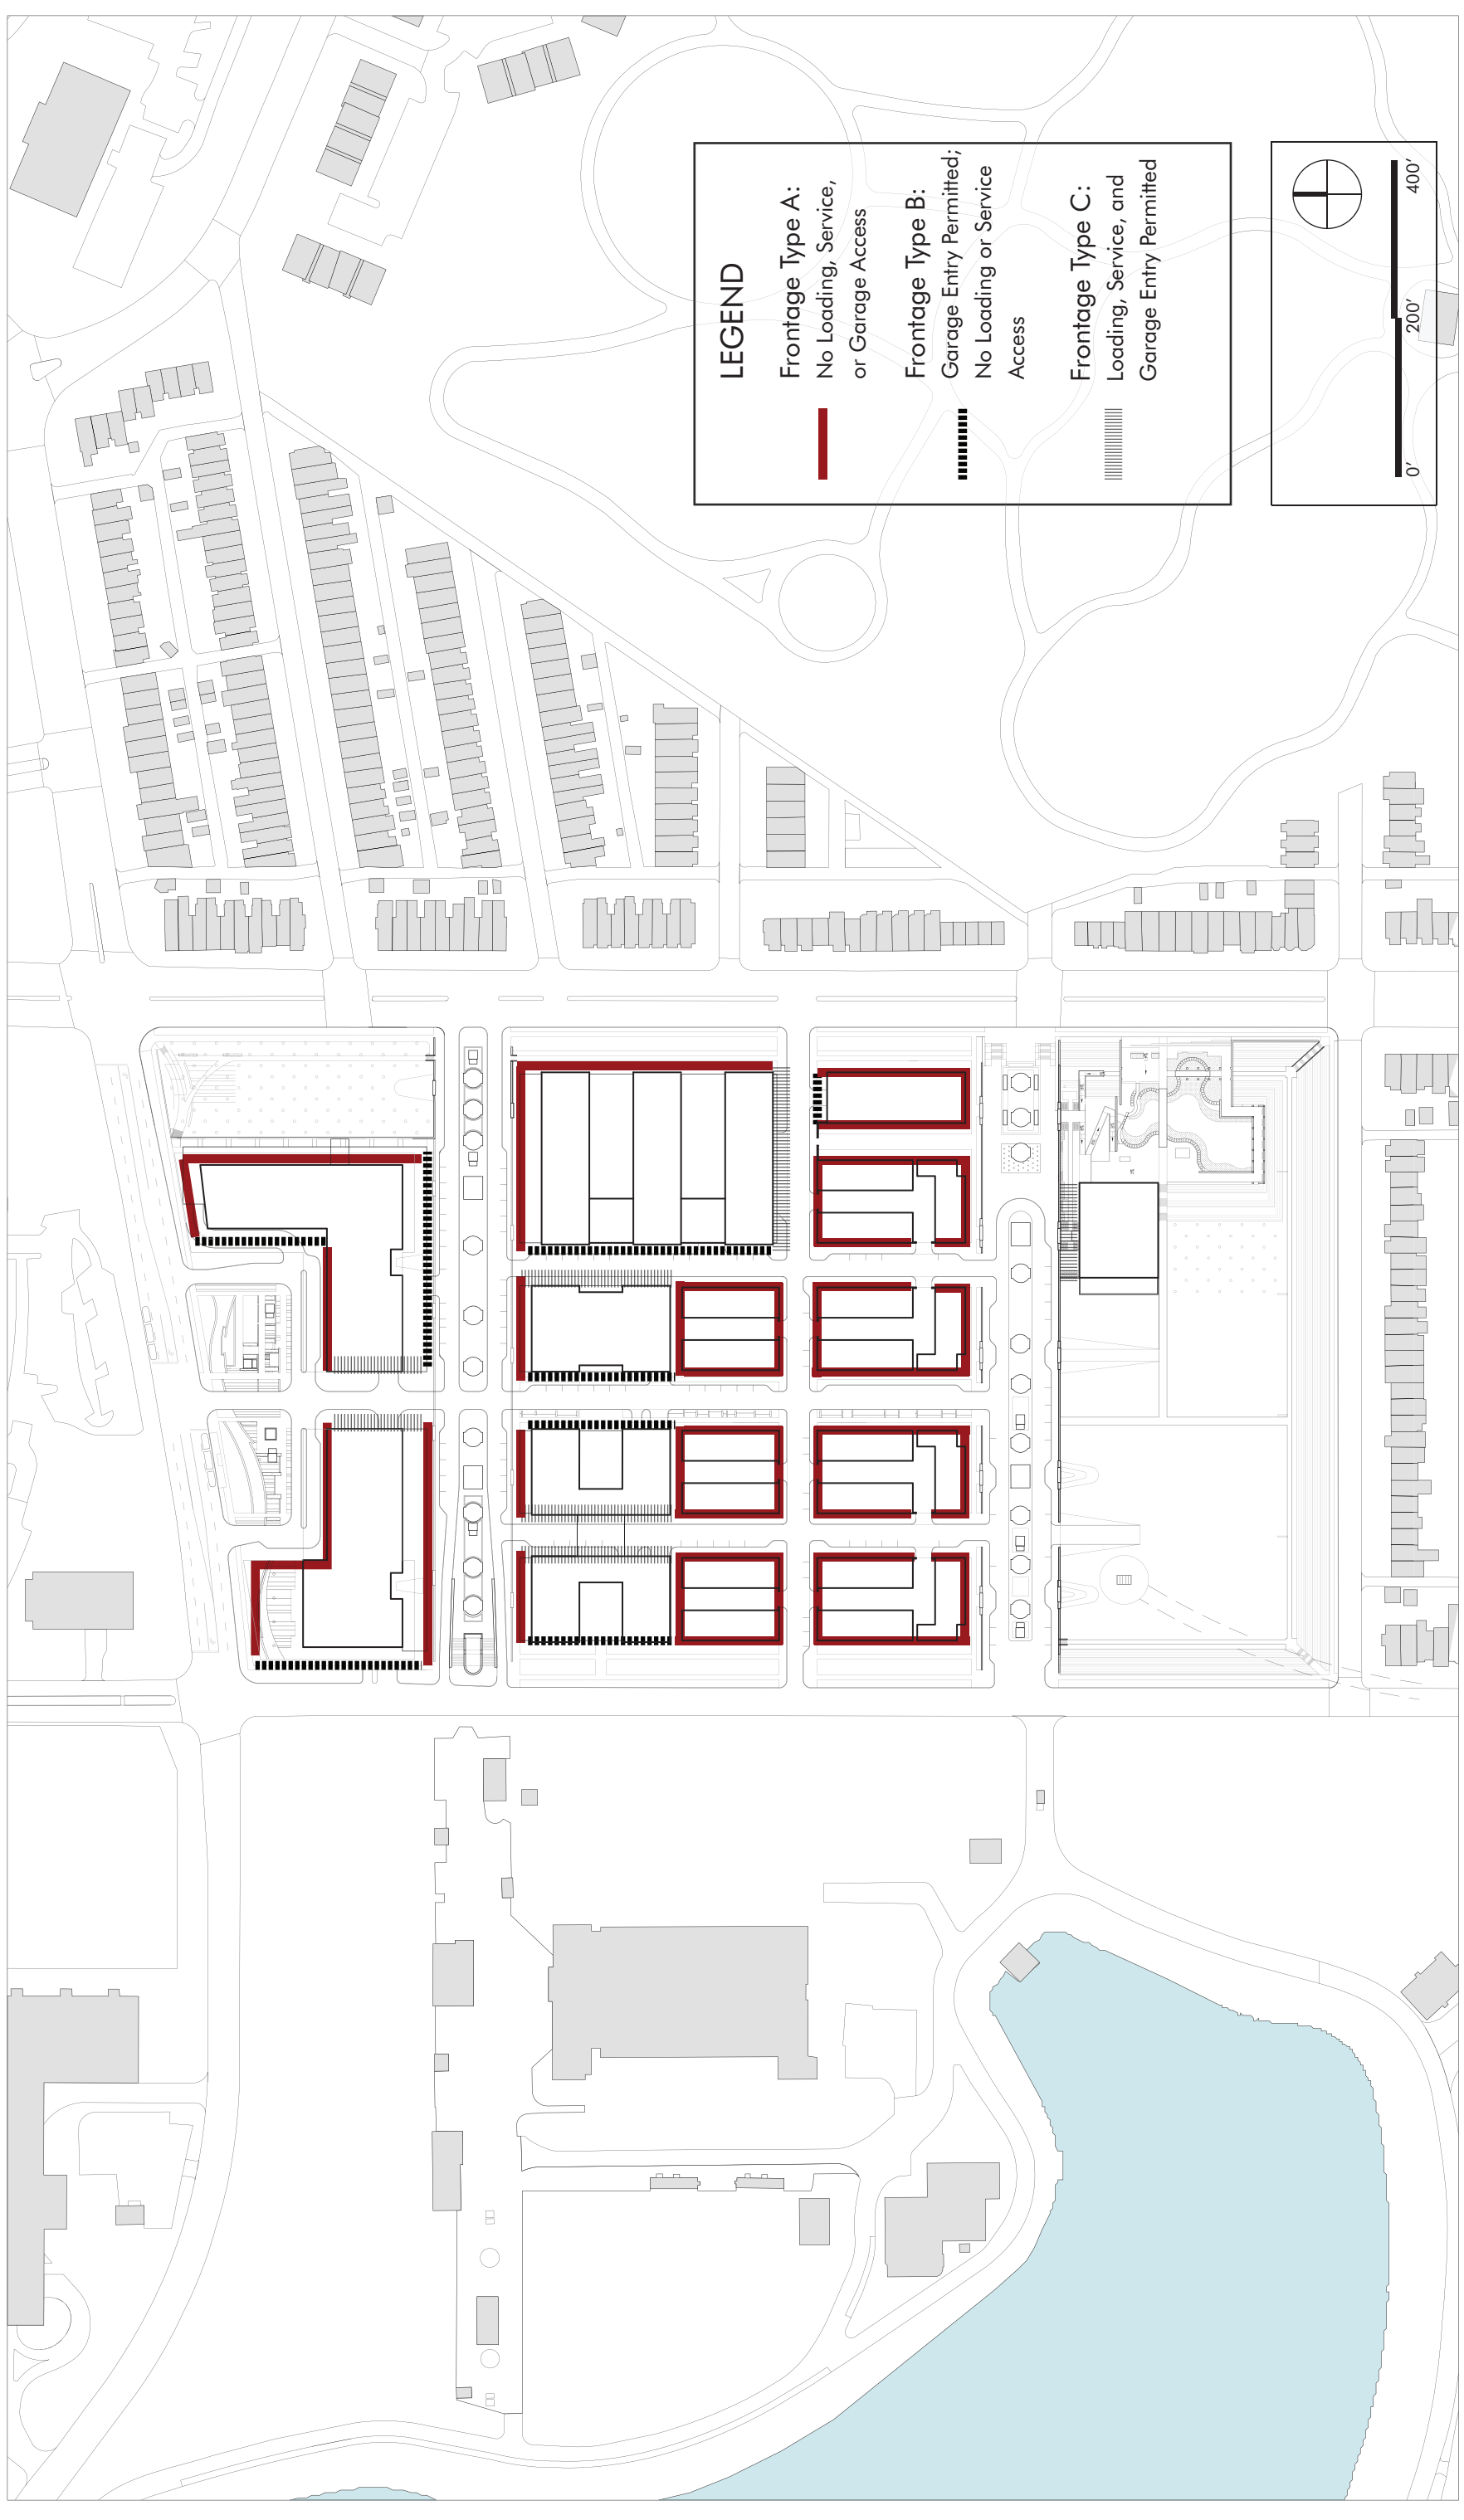 LEGEND
Frontage Type A:
No Loading, Service,
or Garage Access
Frontage Type B:
Garage Entry Permitted;
No Loading or Service
Access
Frontage Type C:
Loading, Service, and
Garage Entry Permitted
0' 200' 400'